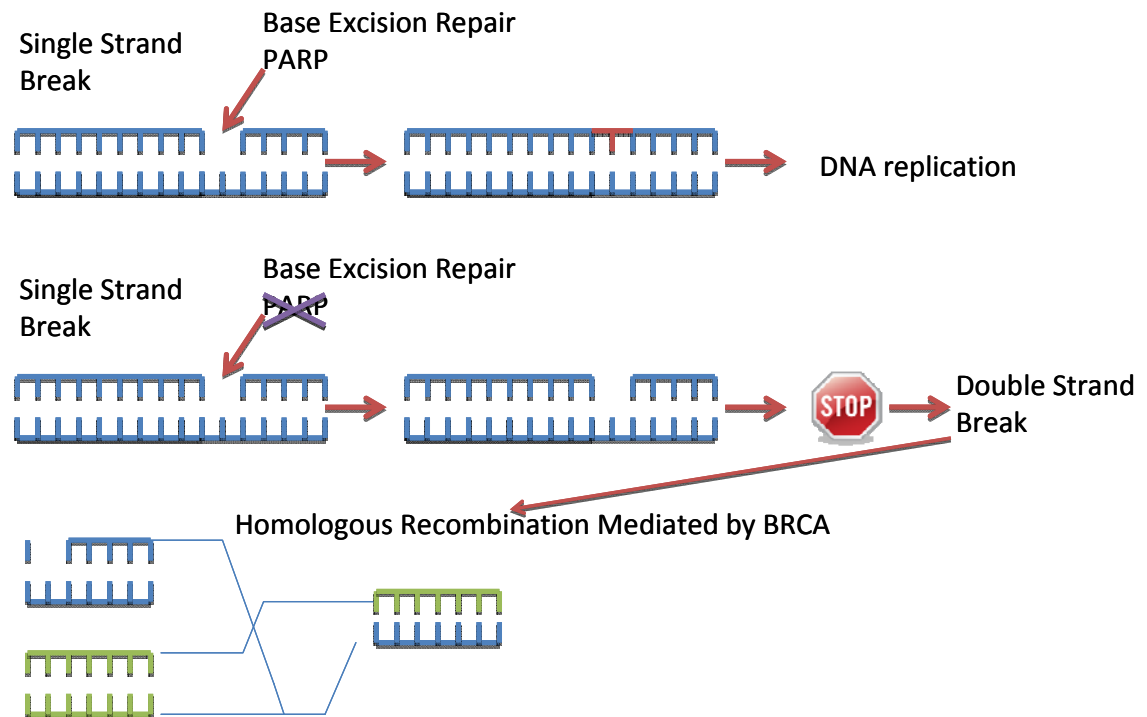 Single Strand
Break
Base Excision Repair
PARP
DNA replication
Single Strand
Break
Base Excision Repair
PARP
STOP
Double Strand
Break
Homologous Recombination Mediated by BRCA